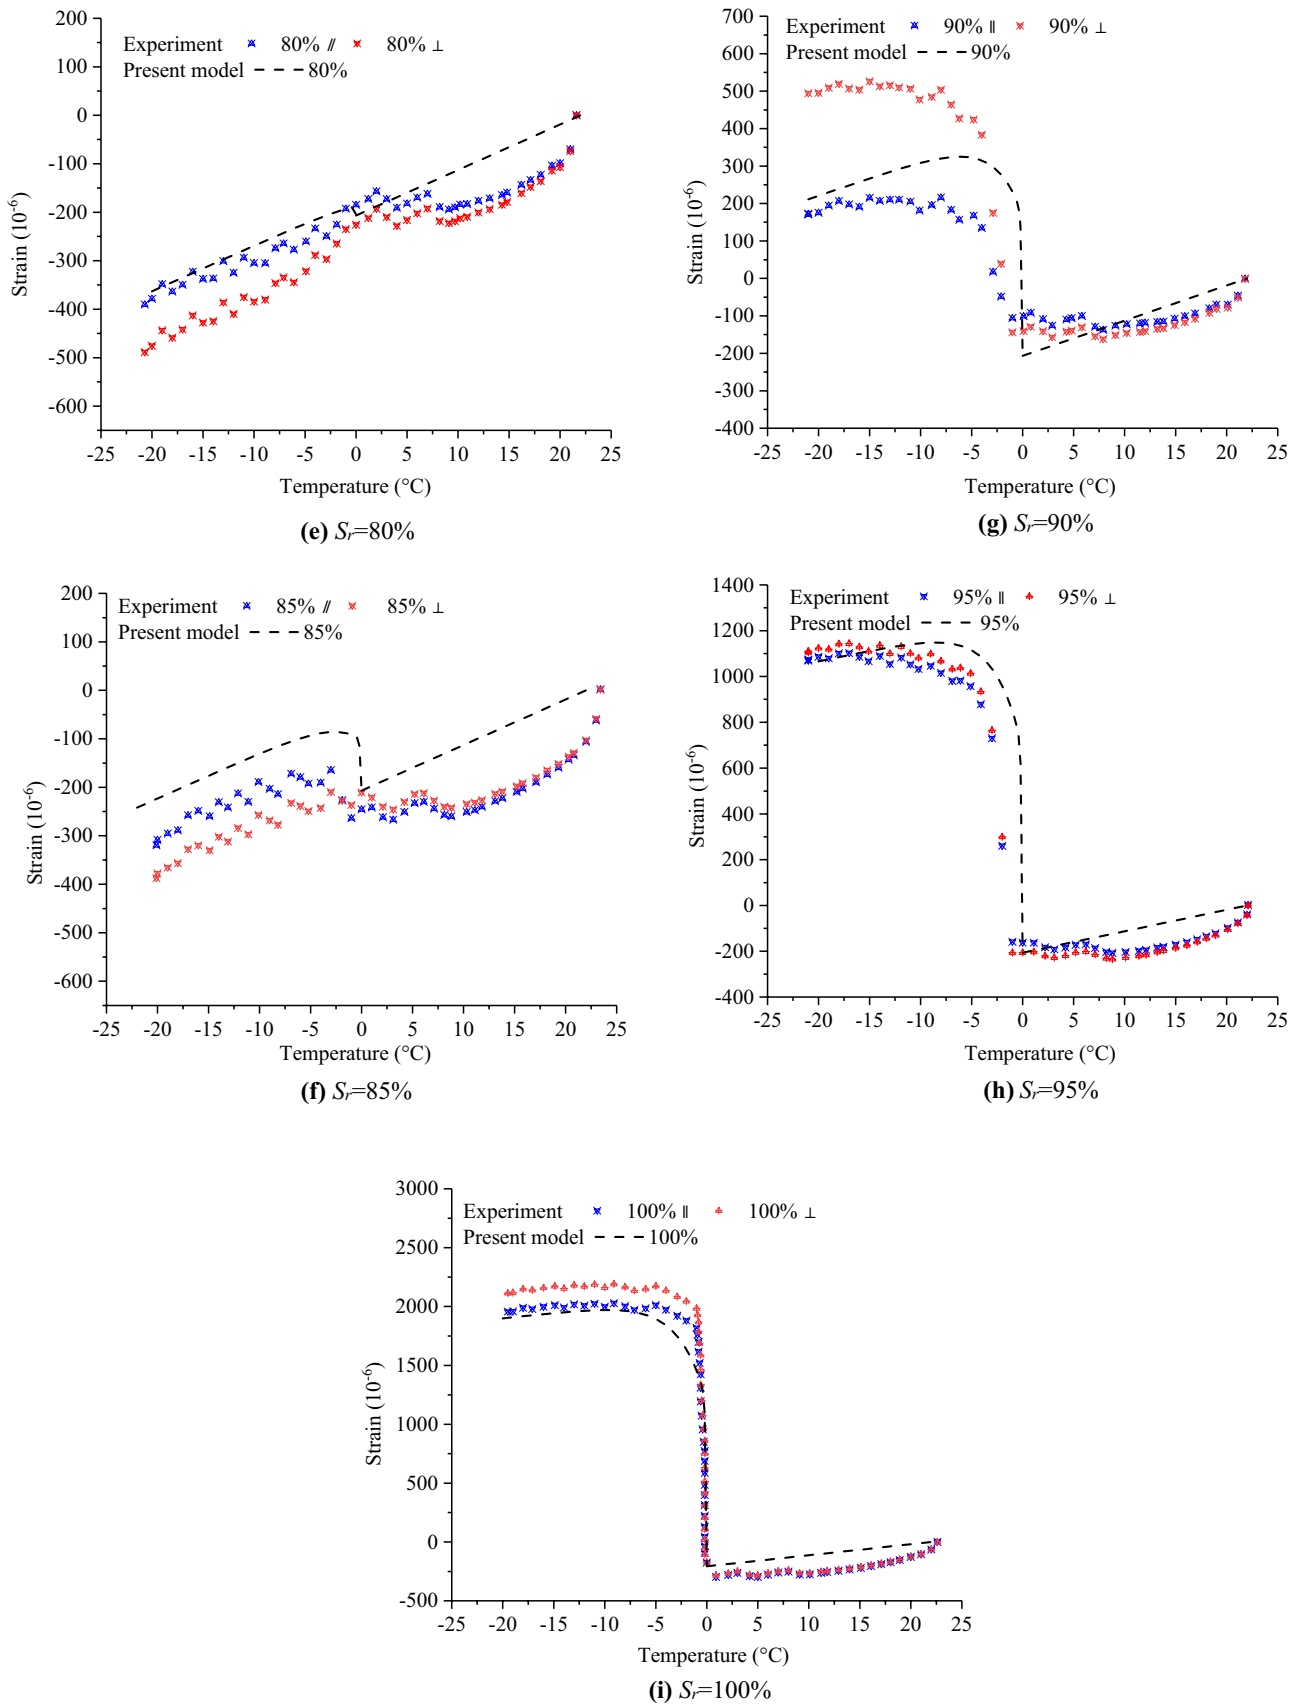 200
100
0
-100
-200
-300
-400
-500
-600
Strain (10-6)
Experiment 80% // 80% ⊥
Present model 80%
-25 -20 -15 -10 -5 0 5 10 15 20 25
Temperature (°C)
(e) Sr=80%
700
600
500
400
300
200
100
0
-100
-200
-300
-400
Strain (10-6)
Experiment 90% ∥ 90% ⊥
Present model 90%
-25 -20 -15 -10 -5 0 5 10 15 20 25
Temperature (°C)
(g) Sr=90%
200
100
0
-100
-200
-300
-400
-500
-600
Strain (10-6)
Experiment 85% // 85% ⊥
Present model 85%
-25 -20 -15 -10 -5 0 5 10 15 20 25
Temperature (°C)
(f) Sr=85%
1400
1200
1000
800
600
400
200
0
-200
-400
Strain (10-6)
Experiment 95% ∥ 95% ⊥
Present model 95%
-25 -20 -15 -10 -5 0 5 10 15 20 25
Temperature (°C)
(h) Sr=95%
3000
2500
2000
1500
1000
500
0
-500
Strain (10-6)
Experiment 100% ∥ 100% ⊥
Present model 100%
-25 -20 -15 -10 -5 0 5 10 15 20 25
Temperature (°C)
(i) Sr=100%